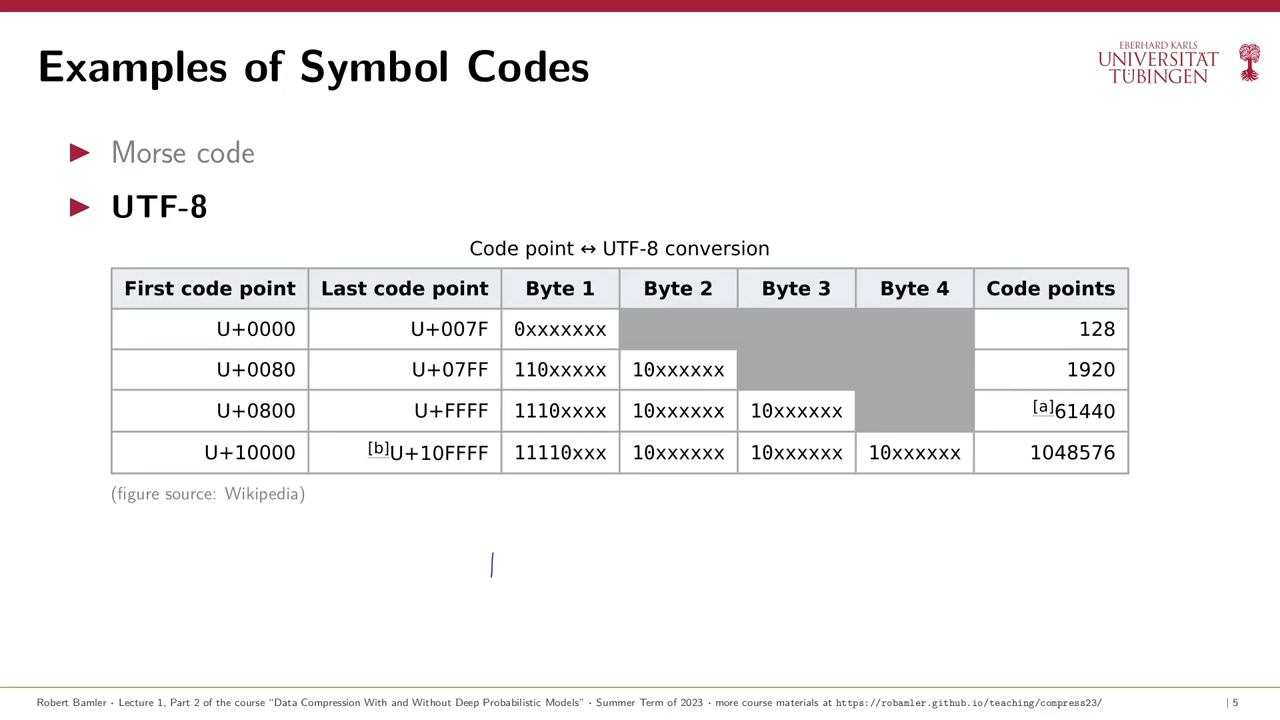 Examples of Symbol Codes
EBERHARD KARLS
UNIVERSITÄT
TÜBINGEN
► Morse code
► UTF-8
Code point ↔ UTF-8 conversion
First code point Last code point Byte 1 Byte 2 Byte 3 Byte 4 Code points
U+0000 U+007F 0xxxxxxx 128
U+0080 U+07FF 110xxxxx 10xxxxxx 1920
U+0800 U+FFFF 1110xxxx 10xxxxxx 10xxxxxx [a]61440
U+10000 [b]U+10FFFF 11110xxx 10xxxxxx 10xxxxxx 10xxxxxx 1048576
(figure source: Wikipedia)
Robert Bamler · Lecture 1, Part 2 of the course “Data Compression With and Without Deep Probabilistic Models” · Summer Term of 2023 · more course materials at https://robamler.github.io/teaching/compress23/ | 5